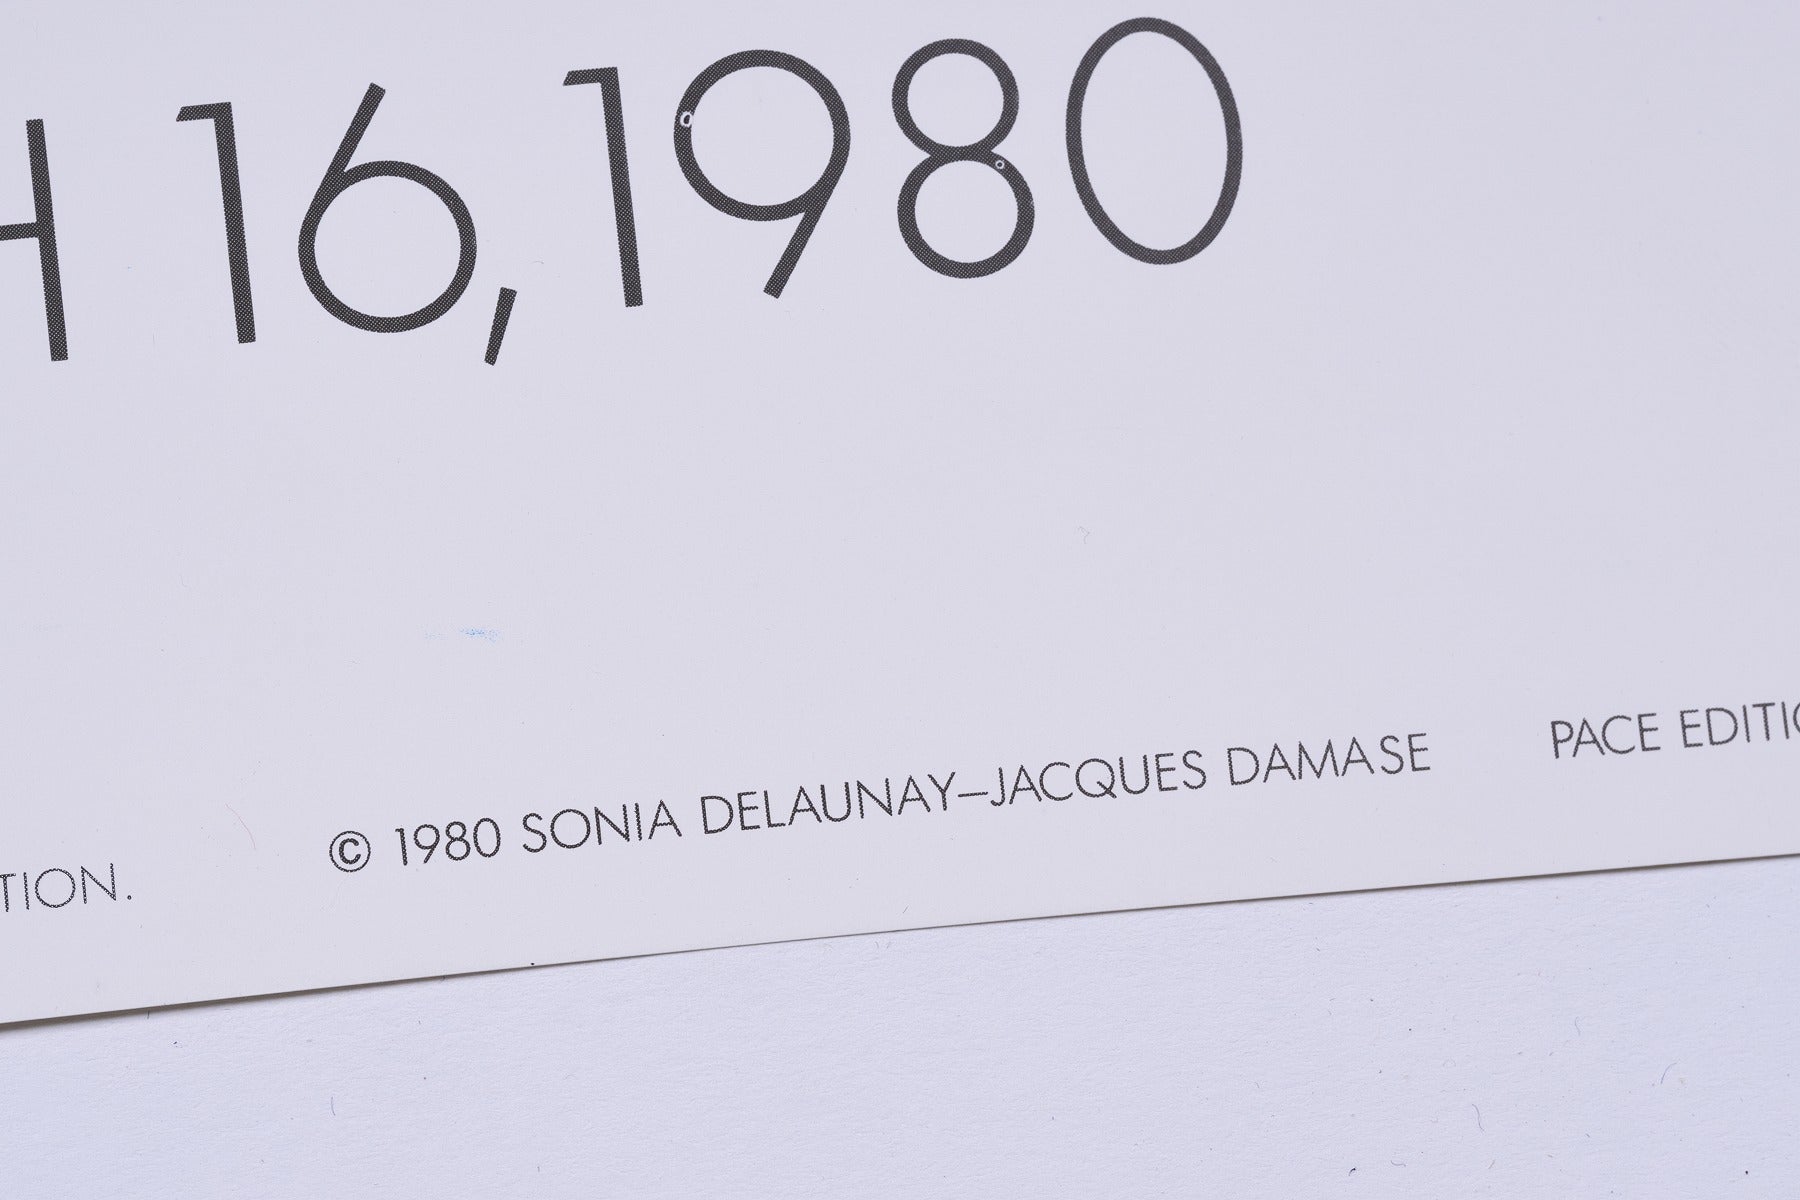 H 16, 1980
TION. © 1980 SONIA DELAUNAY–JACQUES DAMASE PACE EDITIO